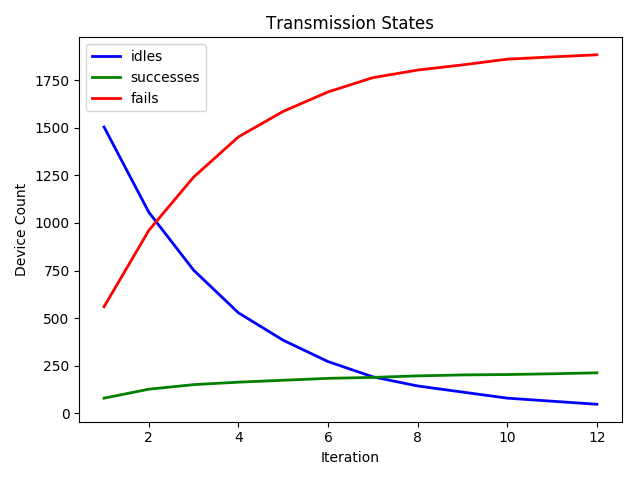 Transmission States
idles
successes
fails
1750
1500
1250
1000
750
500
250
0
Device Count
2 4 6 8 10 12
Iteration